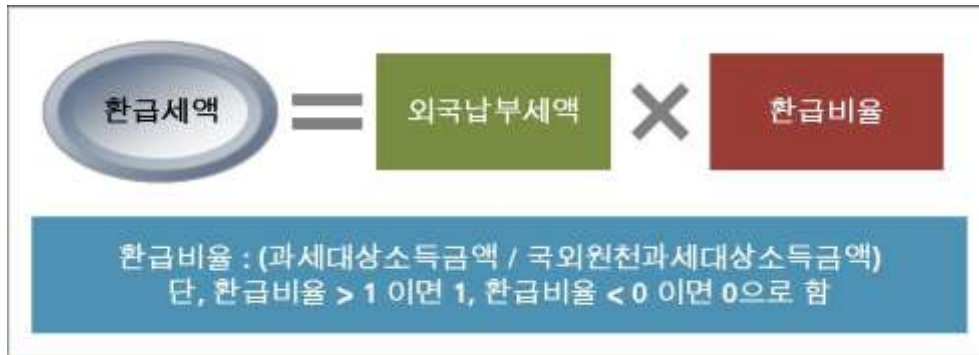 환급세액 = 외국납부세액 × 환급비율
환급비율 : (과세대상소득금액 / 국외원천과세대상소득금액)
단, 환급비율 > 1 이면 1, 환급비율 < 0 이면 0으로 함